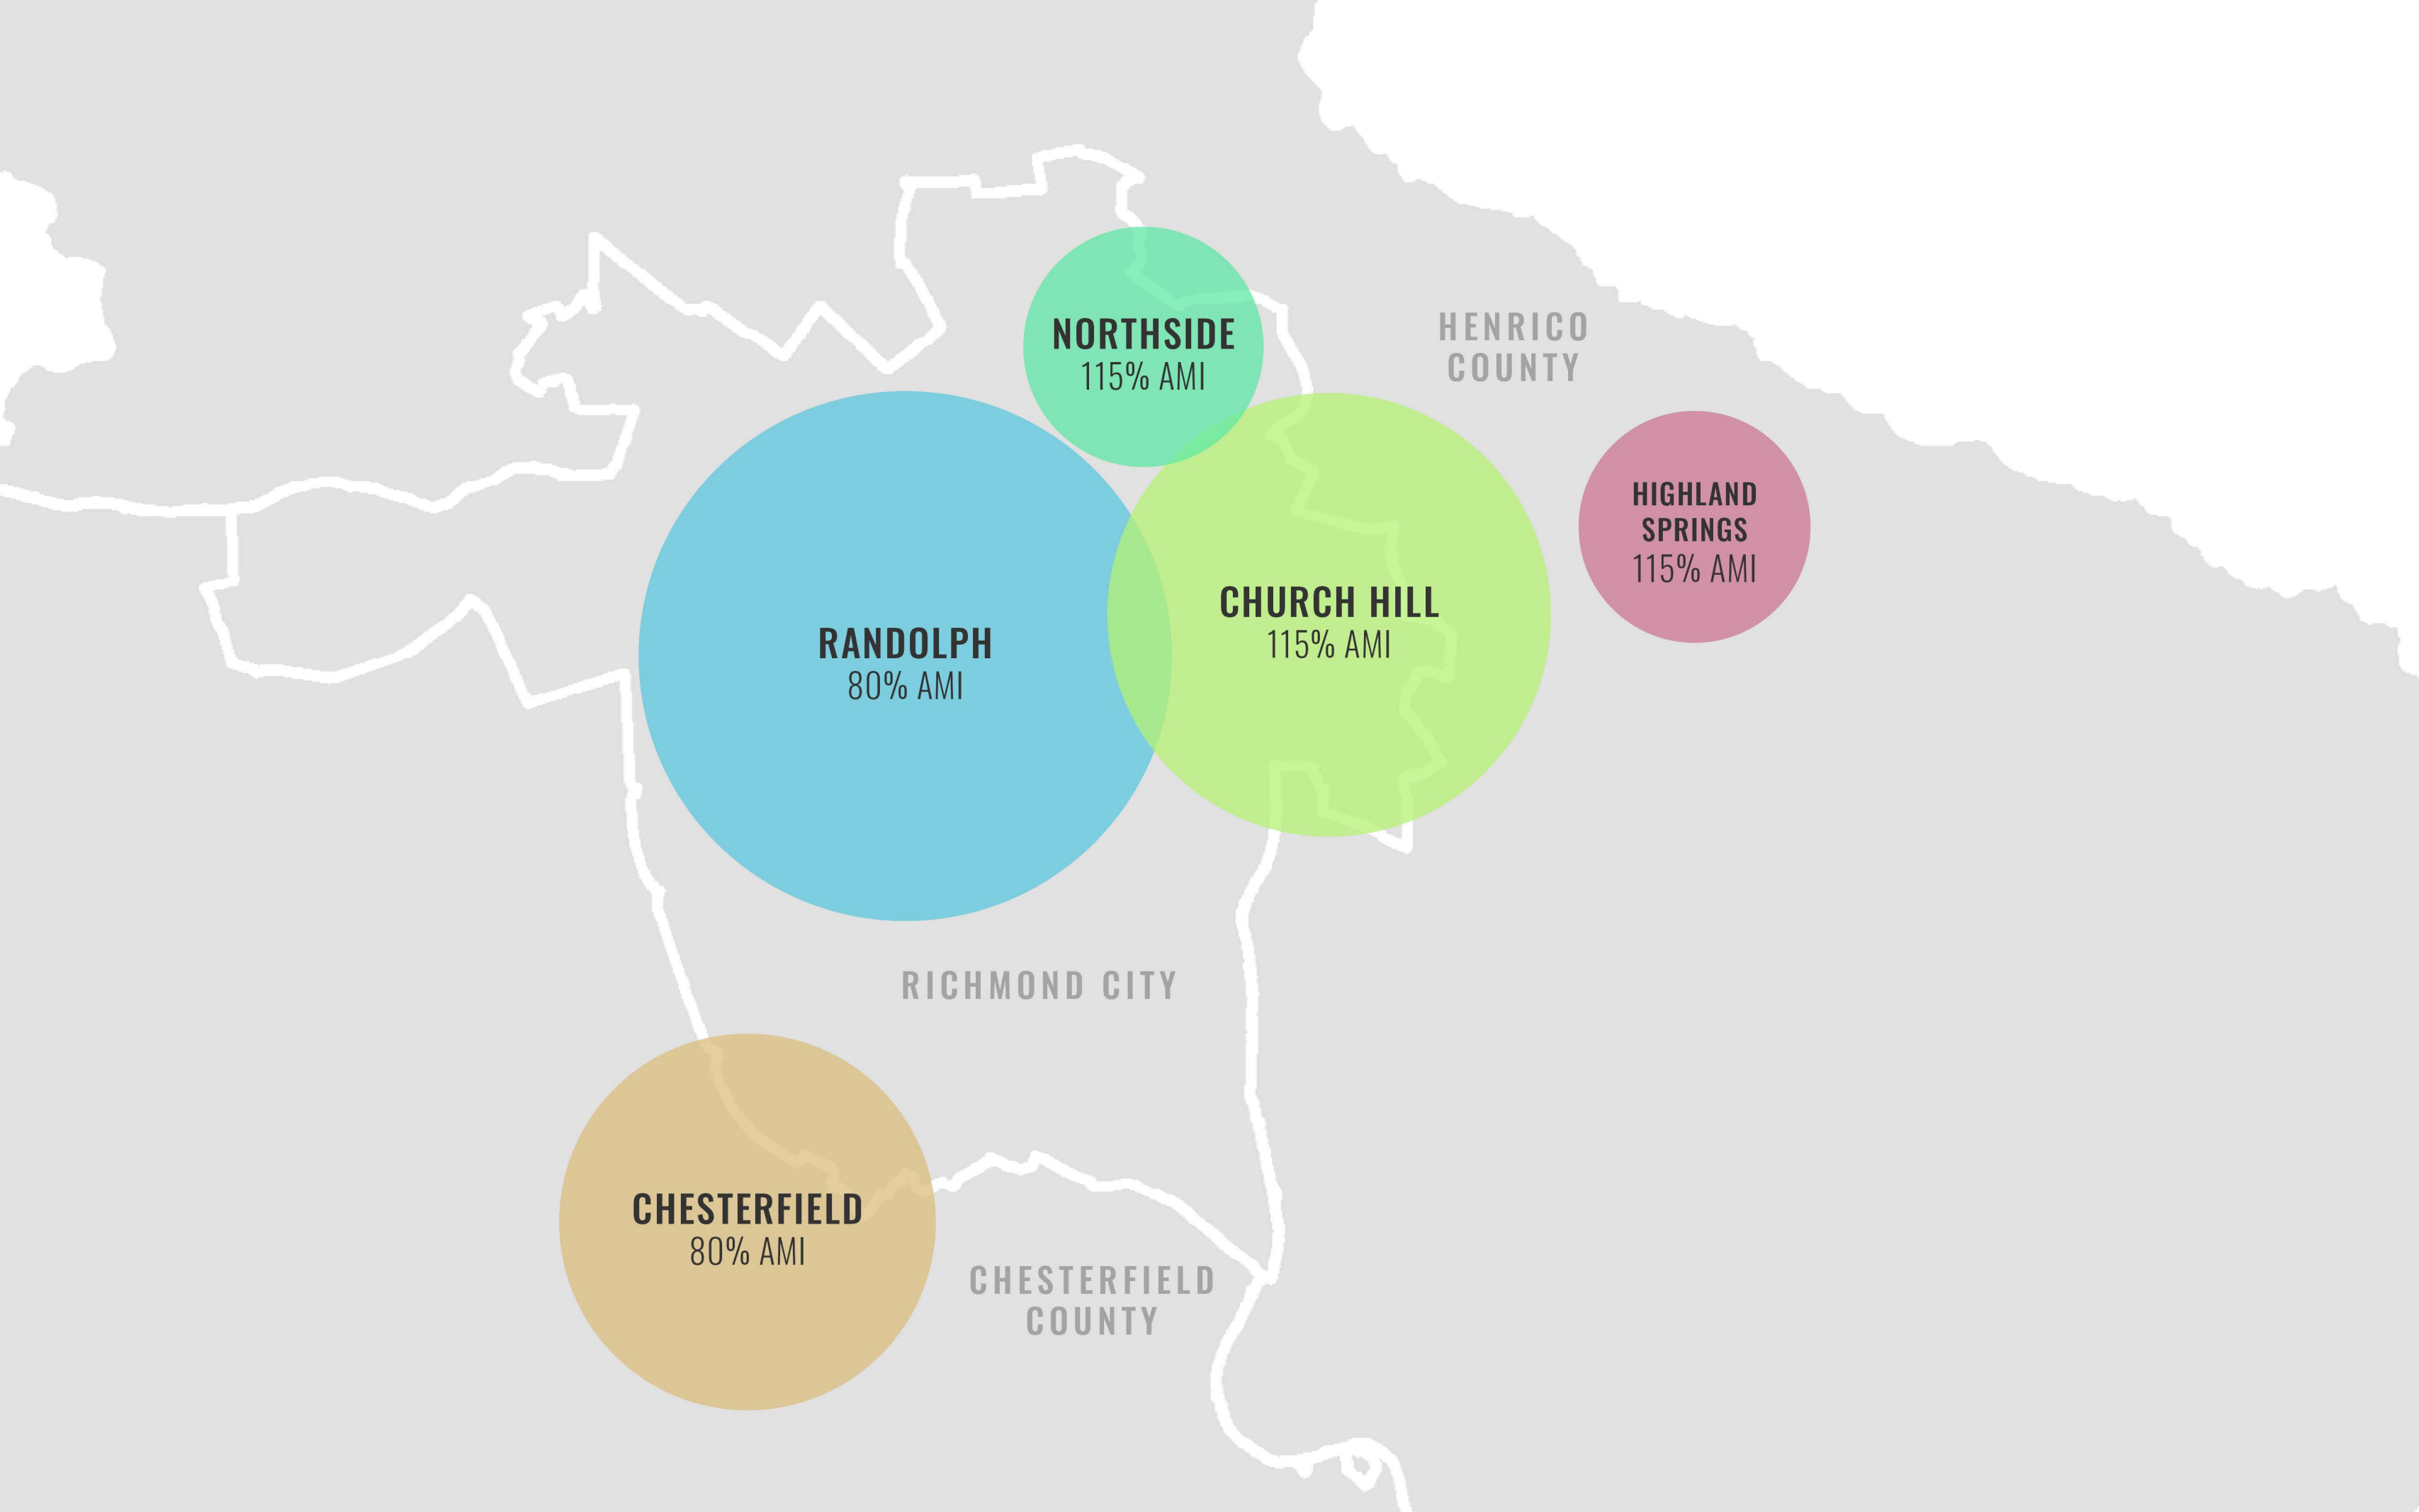 NORTHSIDE
115% AMI
HENRICO
COUNTY
HIGHLAND
SPRINGS
115% AMI
CHURCH HILL
115% AMI
RANDOLPH
80% AMI
RICHMOND CITY
CHESTERFIELD
80% AMI
CHESTERFIELD
COUNTY